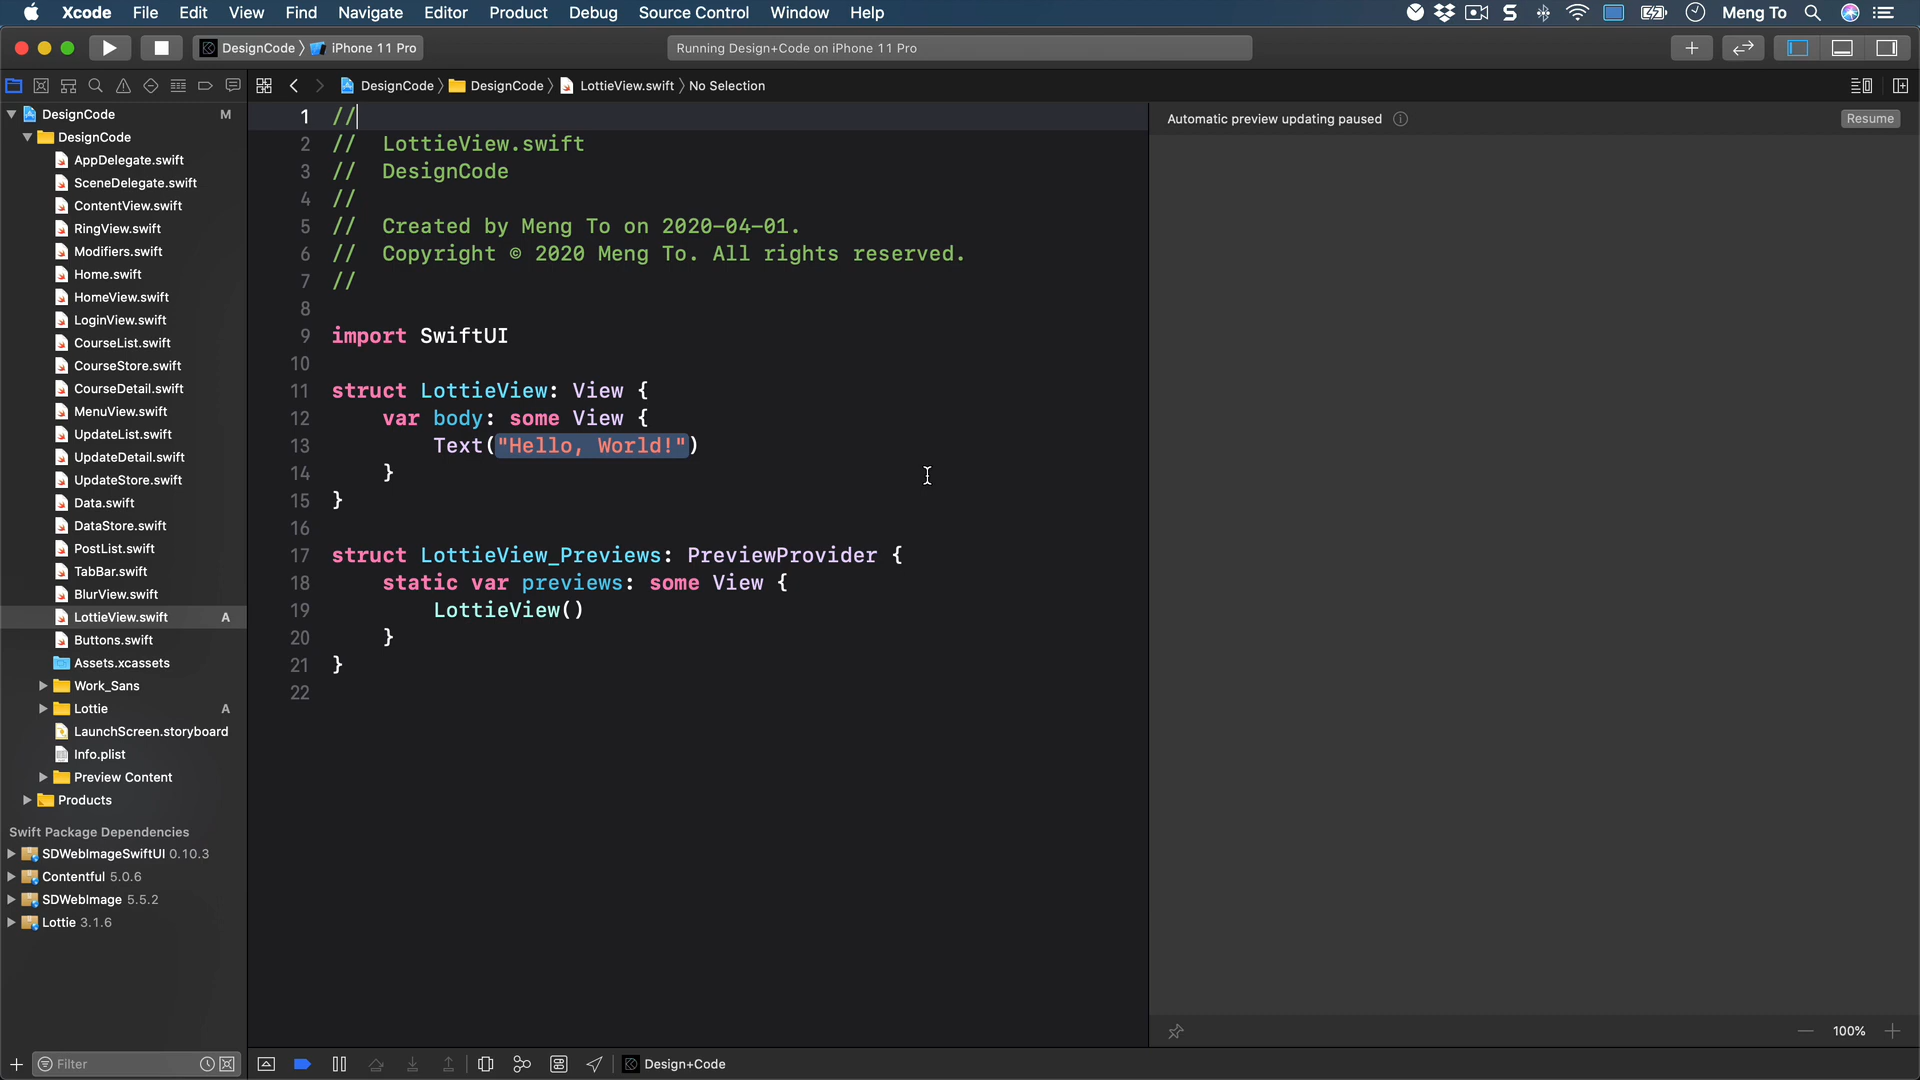 Xcode File Edit View Find Navigate Editor Product Debug Source Control Window Help Meng To
DesignCode iPhone 11 Pro
Running Design+Code on iPhone 11 Pro
DesignCode DesignCode LottieView.swift No Selection
DesignCode M
DesignCode
AppDelegate.swift
SceneDelegate.swift
ContentView.swift
RingView.swift
Modifiers.swift
Home.swift
HomeView.swift
LoginView.swift
CourseList.swift
CourseStore.swift
CourseDetail.swift
MenuView.swift
UpdateList.swift
UpdateDetail.swift
UpdateStore.swift
Data.swift
DataStore.swift
PostList.swift
TabBar.swift
BlurView.swift
LottieView.swift A
Buttons.swift
Assets.xcassets
Work_Sans
Lottie A
LaunchScreen.storyboard
Info.plist
Preview Content
Products
Swift Package Dependencies
SDWebImageSwiftUI 0.10.3
Contentful 5.0.6
SDWebImage 5.5.2
Lottie 3.1.6
Filter
1 //
2 // LottieView.swift
3 // DesignCode
4 //
5 // Created by Meng To on 2020-04-01.
6 // Copyright © 2020 Meng To. All rights reserved.
7 //
8
9 import SwiftUI
10
11 struct LottieView: View {
12 var body: some View {
13 Text("Hello, World!")
14 }
15 }
16
17 struct LottieView_Previews: PreviewProvider {
18 static var previews: some View {
19 LottieView()
20 }
21 }
22
Automatic preview updating paused Resume
100%
Design+Code